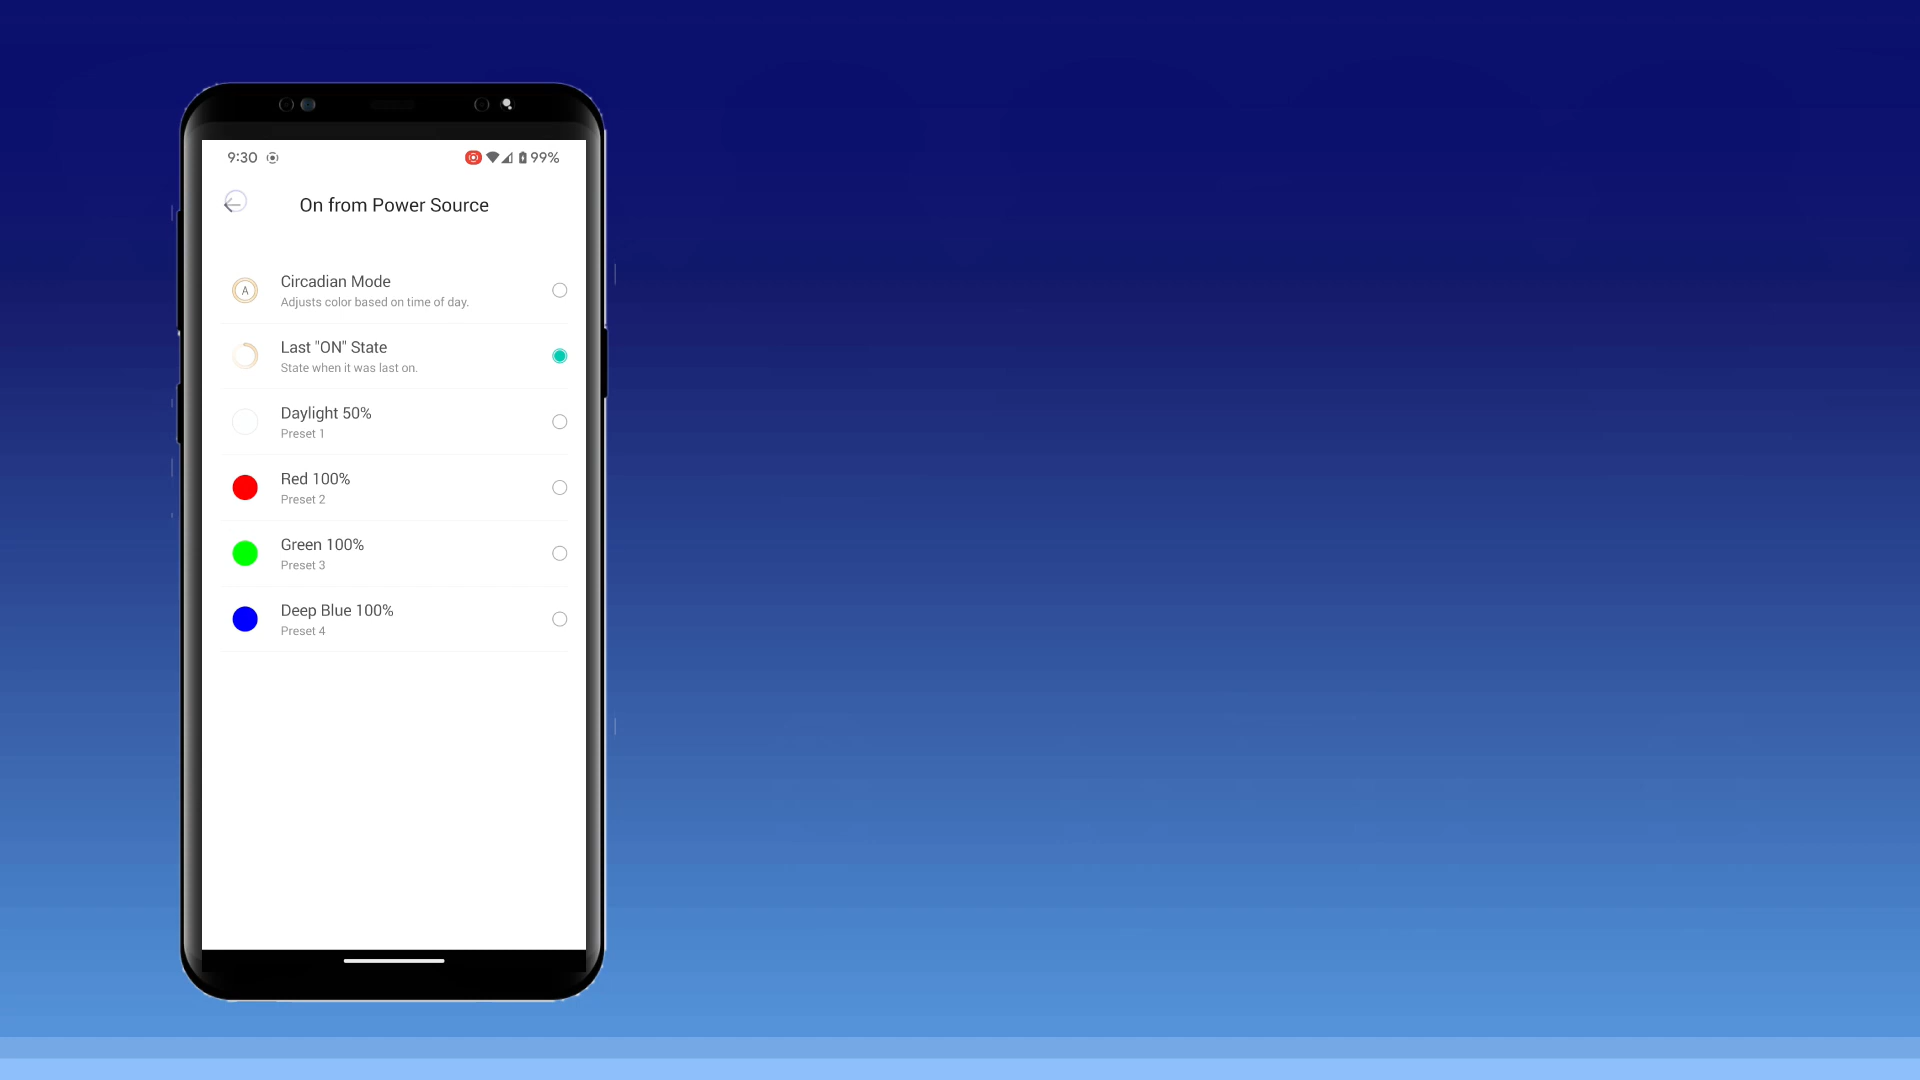 9:30
99%
On from Power Source
A
Circadian Mode
Adjusts color based on time of day.
Last "ON" State
State when it was last on.
Daylight 50%
Preset 1
Red 100%
Preset 2
Green 100%
Preset 3
Deep Blue 100%
Preset 4